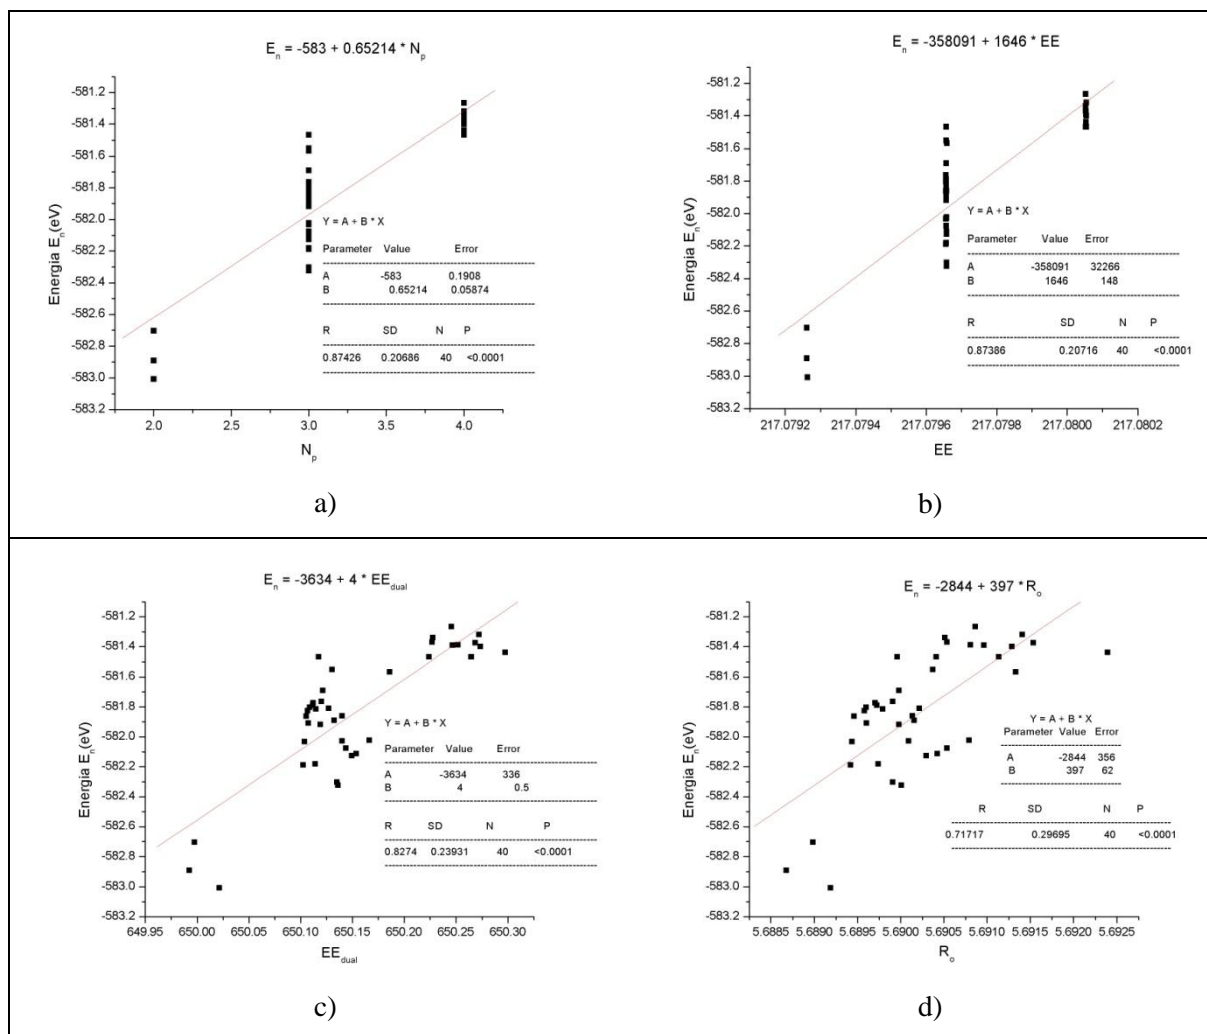 E_n = -583 + 0.65214 * N_p
-581.2
-581.4
-581.6
-581.8
-582.0
-582.2
-582.4
-582.6
-582.8
-583.0
-583.2
Energia E_n(eV)
Y = A + B * X
Parameter Value Error
A -583 0.1908
B 0.65214 0.05874
R SD N P
0.87426 0.20686 40 <0.0001
2.0 2.5 3.0 3.5 4.0
N_p
a)
E_n = -358091 + 1646 * EE
-581.2
-581.4
-581.6
-581.8
-582.0
-582.2
-582.4
-582.6
-582.8
-583.0
-583.2
Energia E_n(eV)
Y = A + B * X
Parameter Value Error
A -358091 32266
B 1646 148
R SD N P
0.87386 0.20716 40 <0.0001
217.0792 217.0794 217.0796 217.0798 217.0800 217.0802
EE
b)
E_n = -3634 + 4 * EE_dual
-581.2
-581.4
-581.6
-581.8
-582.0
-582.2
-582.4
-582.6
-582.8
-583.0
-583.2
Energia E_n(eV)
Y = A + B * X
Parameter Value Error
A -3634 336
B 4 0.5
R SD N P
0.8274 0.23931 40 <0.0001
649.95 650.00 650.05 650.10 650.15 650.20 650.25 650.30
EE_dual
c)
E_n = -2844 + 397 * R_o
-581.2
-581.4
-581.6
-581.8
-582.0
-582.2
-582.4
-582.6
-582.8
-583.0
-583.2
Energia E_n(eV)
Y = A + B * X
Parameter Value Error
A -2844 356
B 397 62
R SD N P
0.71717 0.29695 40 <0.0001
5.6885 5.6890 5.6895 5.6900 5.6905 5.6910 5.6915 5.6920 5.6925
R_o
d)